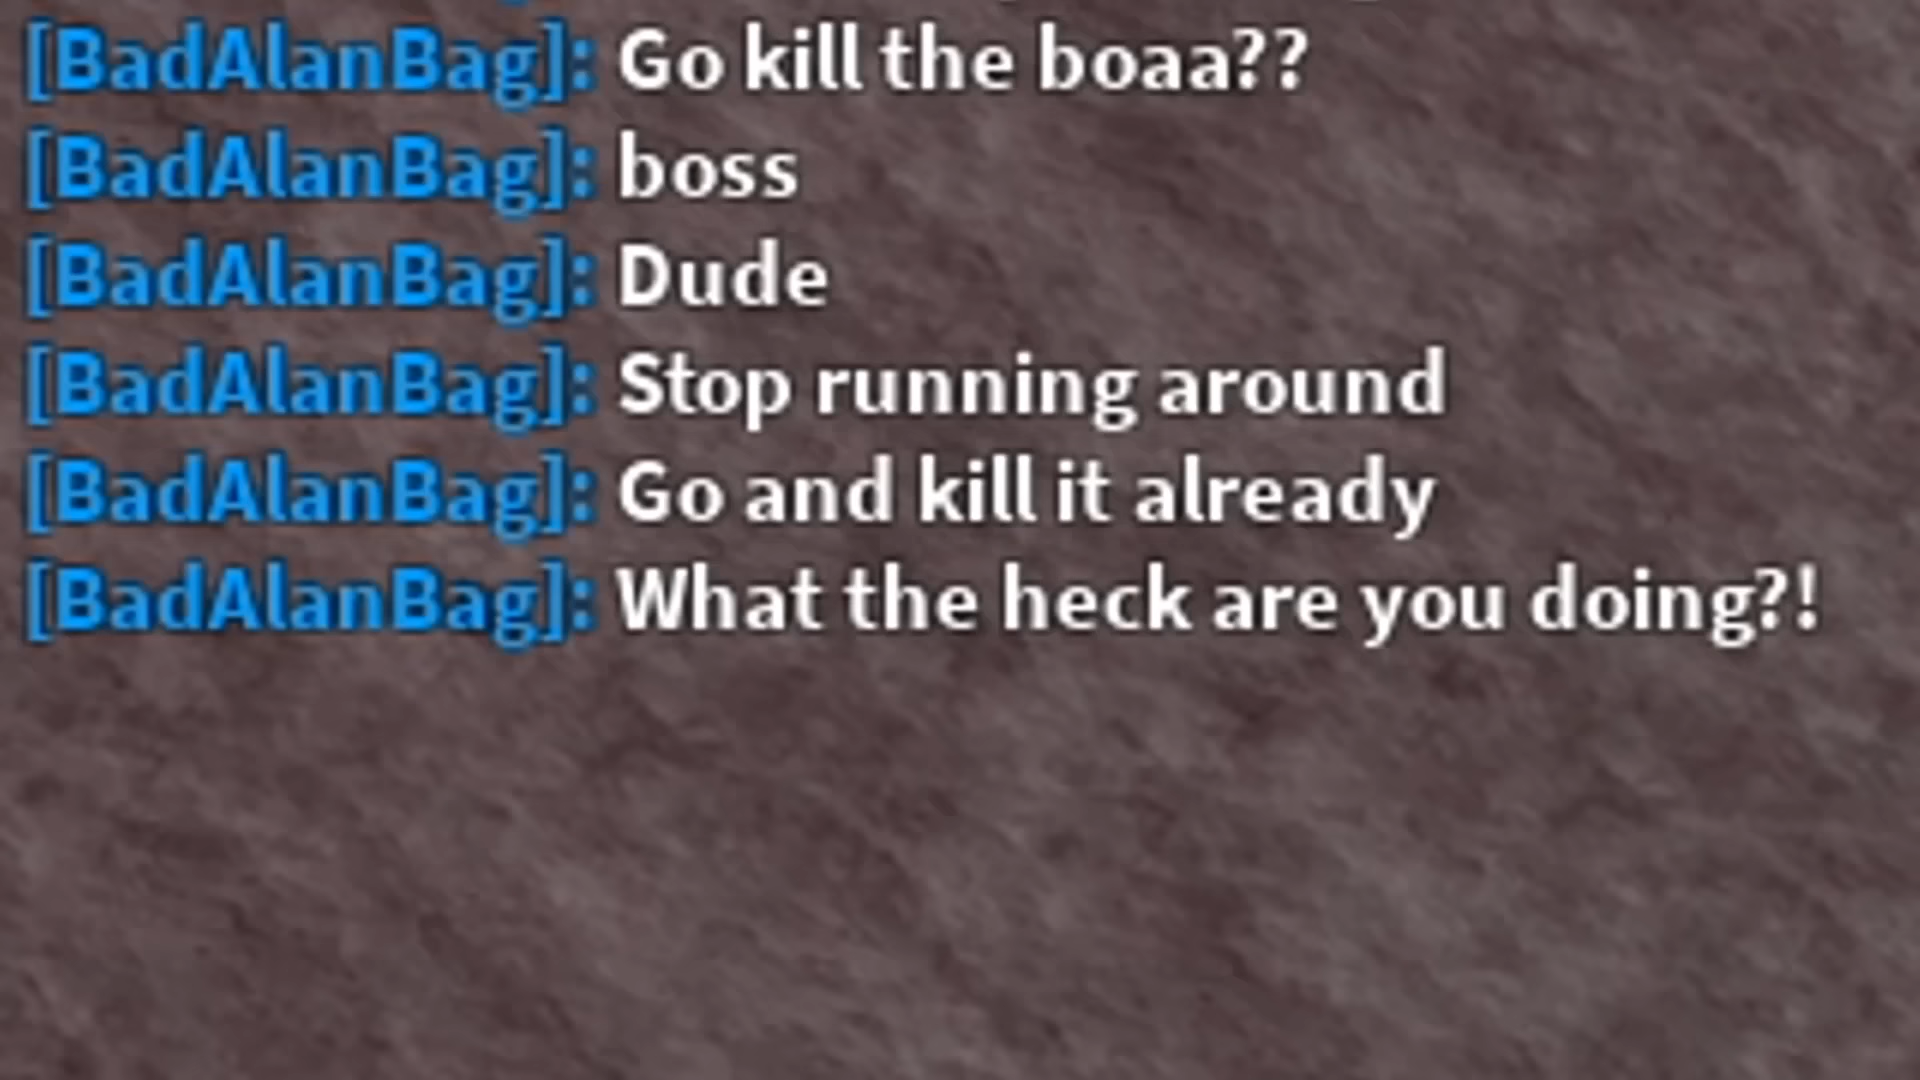 [BadAlanBag]: Go kill the boaa??
[BadAlanBag]: boss
[BadAlanBag]: Dude
[BadAlanBag]: Stop running around
[BadAlanBag]: Go and kill it already
[BadAlanBag]: What the heck are you doing?!